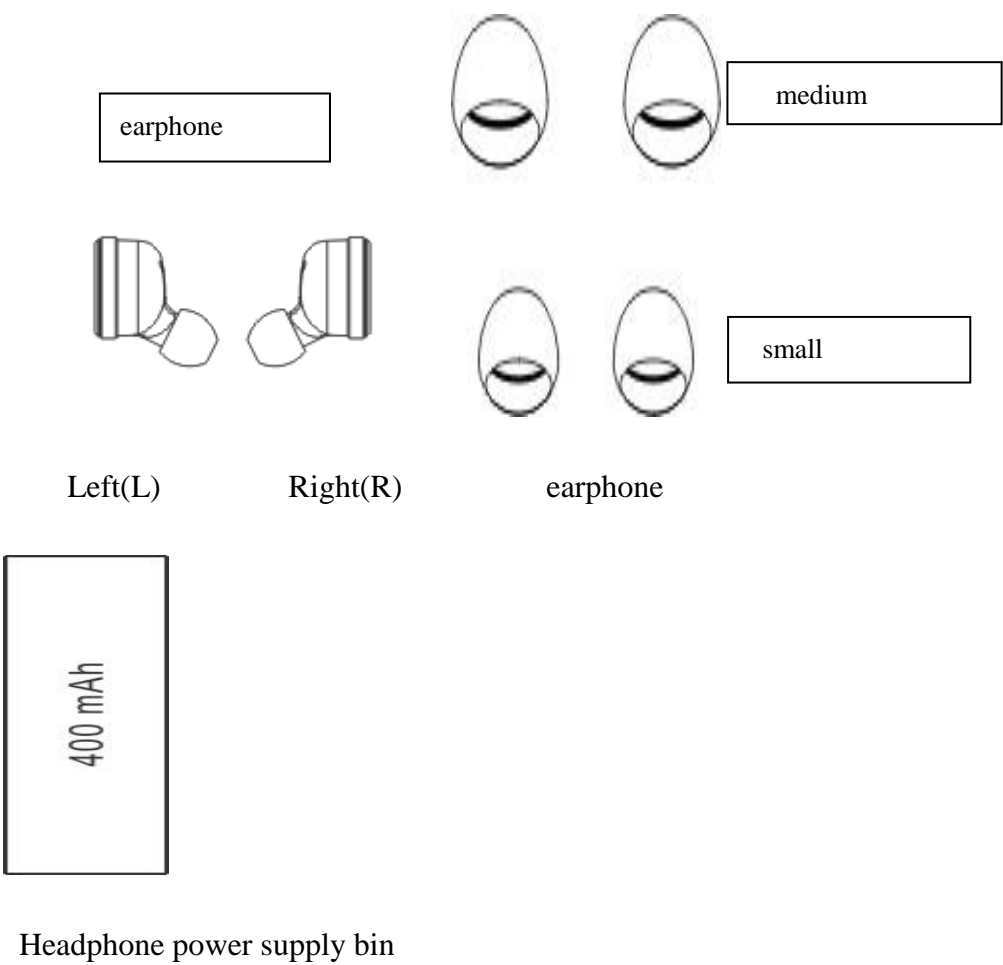 medium
earphone
small
Left(L) Right(R) earphone
400 mAh
Headphone power supply bin